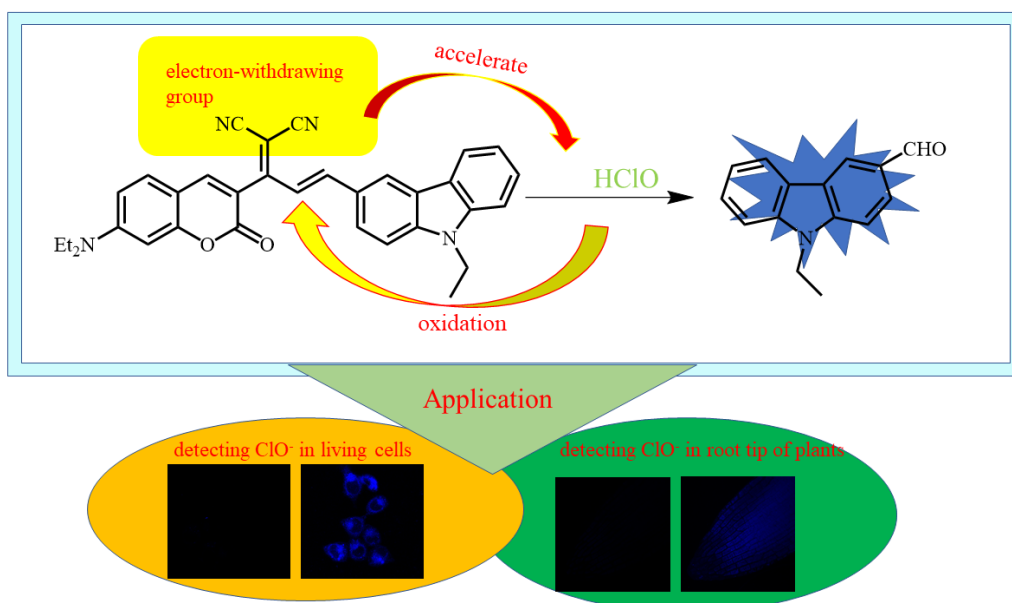 electron-withdrawing
group
accelerate
NC
CN
Et₂N
O
O
N
HClO
CHO
N
oxidation
Application
detecting ClO⁻ in living cells
detecting ClO⁻ in root tip of plants